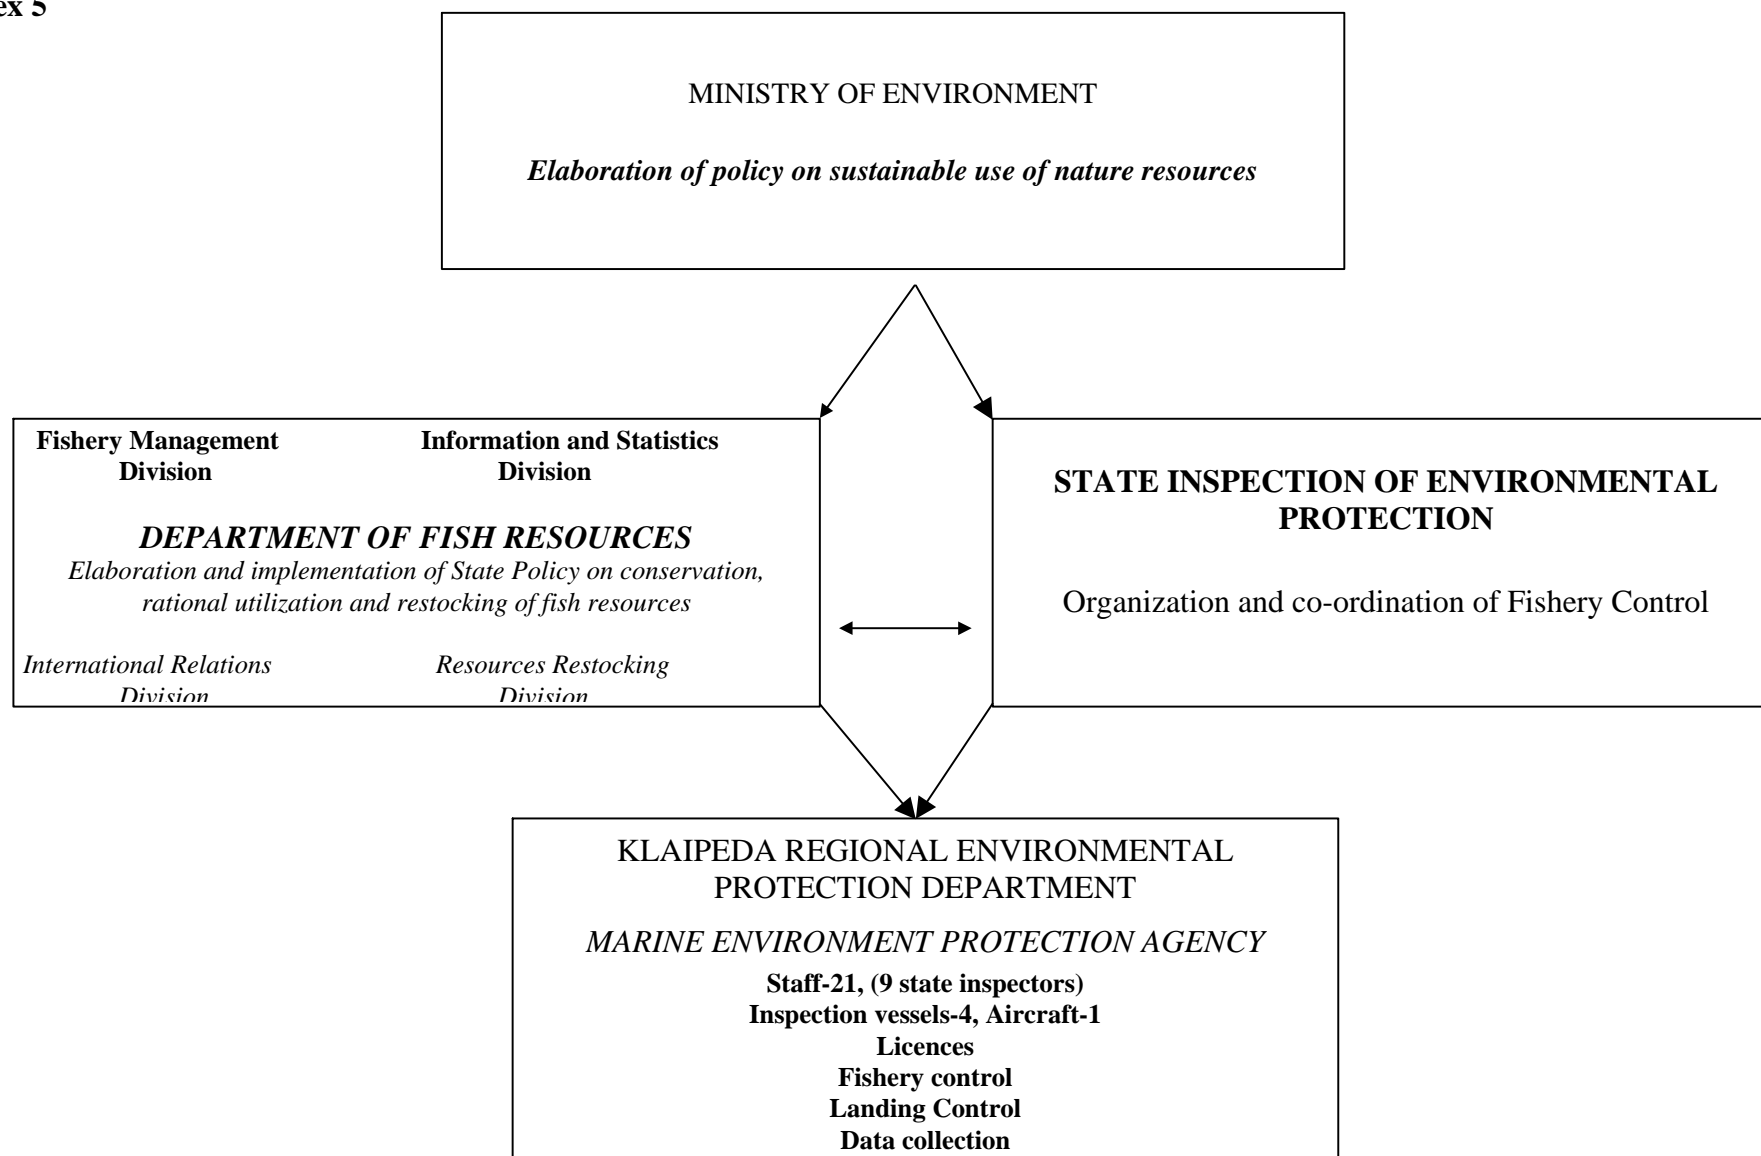 ex 5
MINISTRY OF ENVIRONMENT
Elaboration of policy on sustainable use of nature resources
Fishery Management
Division
Information and Statistics
Division
DEPARTMENT OF FISH RESOURCES
Elaboration and implementation of State Policy on conservation,
rational utilization and restocking of fish resources
International Relations
Division
Resources Restocking
Division
STATE INSPECTION OF ENVIRONMENTAL
PROTECTION
Organization and co-ordination of Fishery Control
KLAIPEDA REGIONAL ENVIRONMENTAL
PROTECTION DEPARTMENT
MARINE ENVIRONMENT PROTECTION AGENCY
Staff-21, (9 state inspectors)
Inspection vessels-4, Aircraft-1
Licences
Fishery control
Landing Control
Data collection